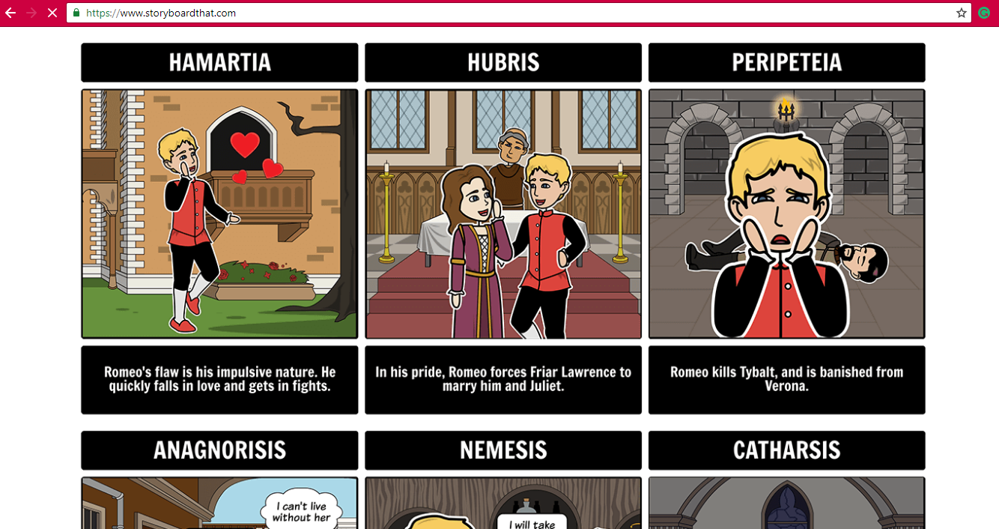 https://www.storyboardthat.com
HAMARTIA
HUBRIS
PERIPETEIA
Romeo's flaw is his impulsive nature. He
quickly falls in love and gets in fights.
In his pride, Romeo forces Friar Lawrence to
marry him and Juliet.
Romeo kills Tybalt, and is banished from
Verona.
ANAGNORISIS
NEMESIS
CATHARSIS
I can't live
without her
I will take